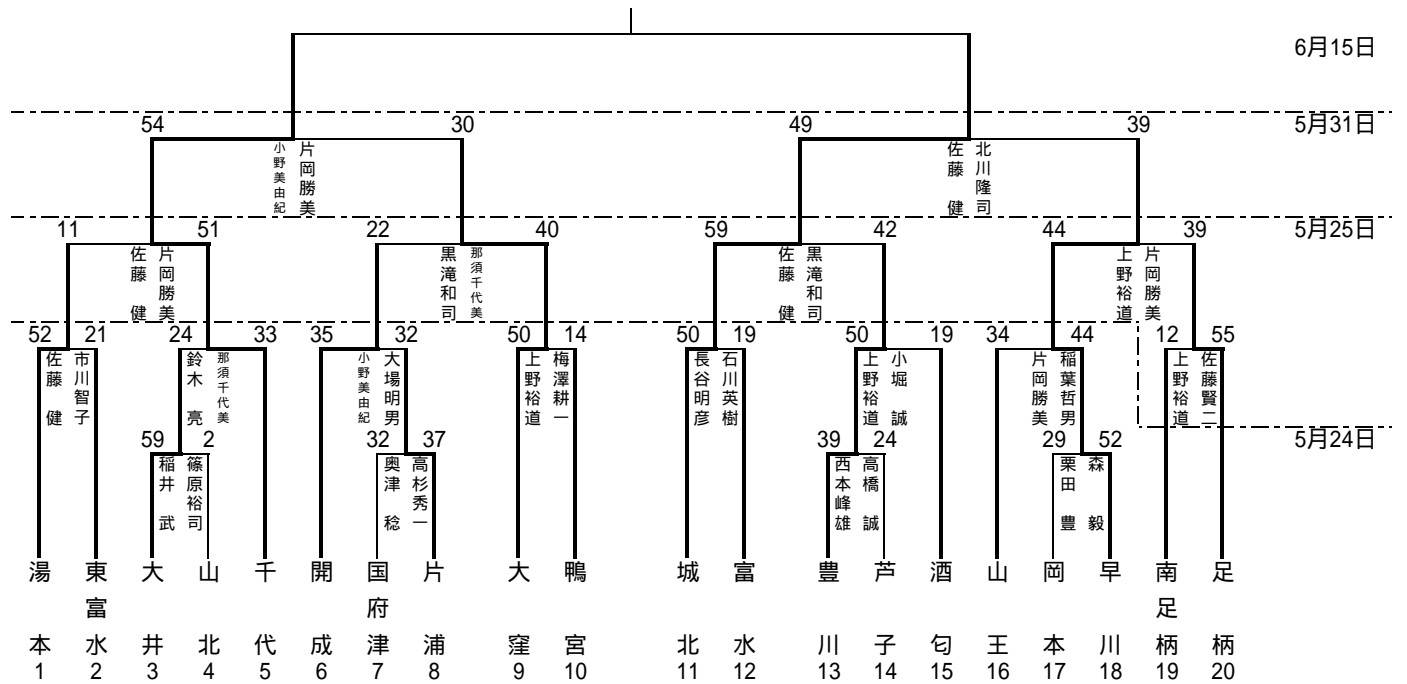 6月15日
54 30 49 39 5月31日
小野美由紀 片岡勝美 佐藤 健 北川隆司
11 51 22 40 59 42 44 39 5月25日
佐藤 健 片岡勝美 黒滝和司 那須千代美 佐藤 健 黒滝和司 上野裕道 片岡勝美
52 21 24 33 35 32 50 14 50 19 50 19 34 44 12 55
佐藤 健 市川智子 鈴木 亮 那須千代美 小野美由紀 大場明男 上野裕道 梅澤耕一 長谷明彦 石川英樹 上野裕道 小堀 誠 片岡勝美 稲葉哲男 上野裕道 佐藤賢二
59 2 32 37 39 24 29 52 5月24日
稲井 武 篠原裕司 奥津 稔 高杉秀一 西本峰雄 高橋 誠 栗田 豊 森 毅
湯本 東富水 大井 山北 千代 開成 国府津 片浦 大窪 鴨宮 城北 富水 豊川 芦子 酒匂 山王 岡本 早川 南足柄 足柄
1 2 3 4 5 6 7 8 9 10 11 12 13 14 15 16 17 18 19 20